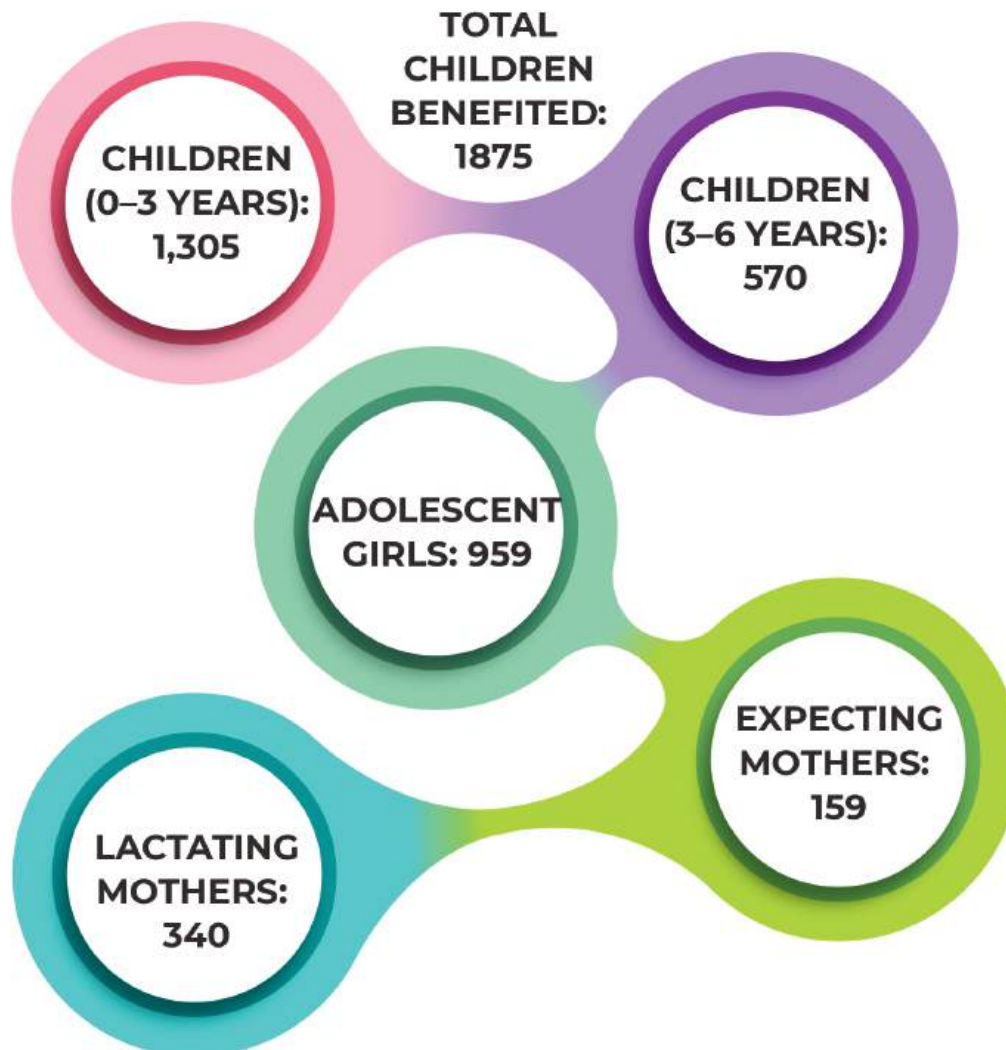 TOTAL
CHILDREN
BENEFITED:
1875
CHILDREN
(0–3 YEARS):
1,305
CHILDREN
(3–6 YEARS):
570
ADOLESCENT
GIRLS: 959
EXPECTING
MOTHERS:
159
LACTATING
MOTHERS:
340